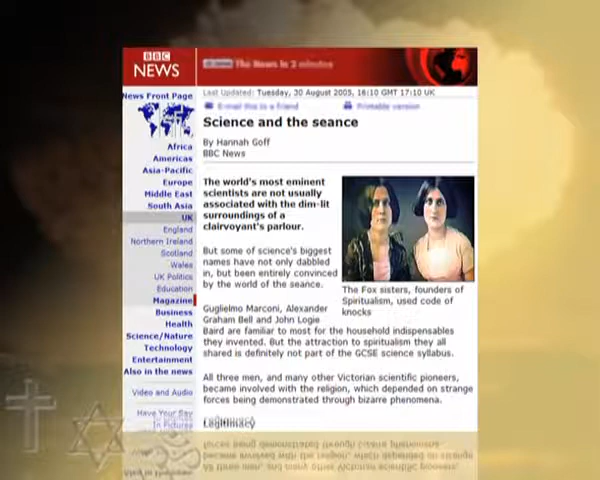 BBC
NEWS
The News in 2 minutes
Last Updated: Tuesday, 30 August 2005, 16:10 GMT 17:10 UK
E-mail this to a friend
Printable version
Science and the seance
By Hannah Goff
BBC News
The world's most eminent
scientists are not usually
associated with the dim-lit
surroundings of a
clairvoyant's parlour.
But some of science's biggest
names have not only dabbled
in, but been entirely convinced
by the world of the seance.
The Fox sisters, founders of
Spiritualism, used code of
knocks
Guglielmo Marconi, Alexander
Graham Bell and John Logie
Baird are familiar to most for the household indispensables
they invented. But the attraction to spiritualism they all
shared is definitely not part of the GCSE science syllabus.
All three men, and many other Victorian scientific pioneers,
became involved with the religion, which depended on strange
forces being demonstrated through bizarre phenomena.
Legitimacy
News Front Page
Africa
Americas
Asia-Pacific
Europe
Middle East
South Asia
UK
England
Northern Ireland
Scotland
Wales
UK Politics
Education
Magazine
Business
Health
Science/Nature
Technology
Entertainment
Also in the news
Video and Audio
Have Your Say
In Pictures